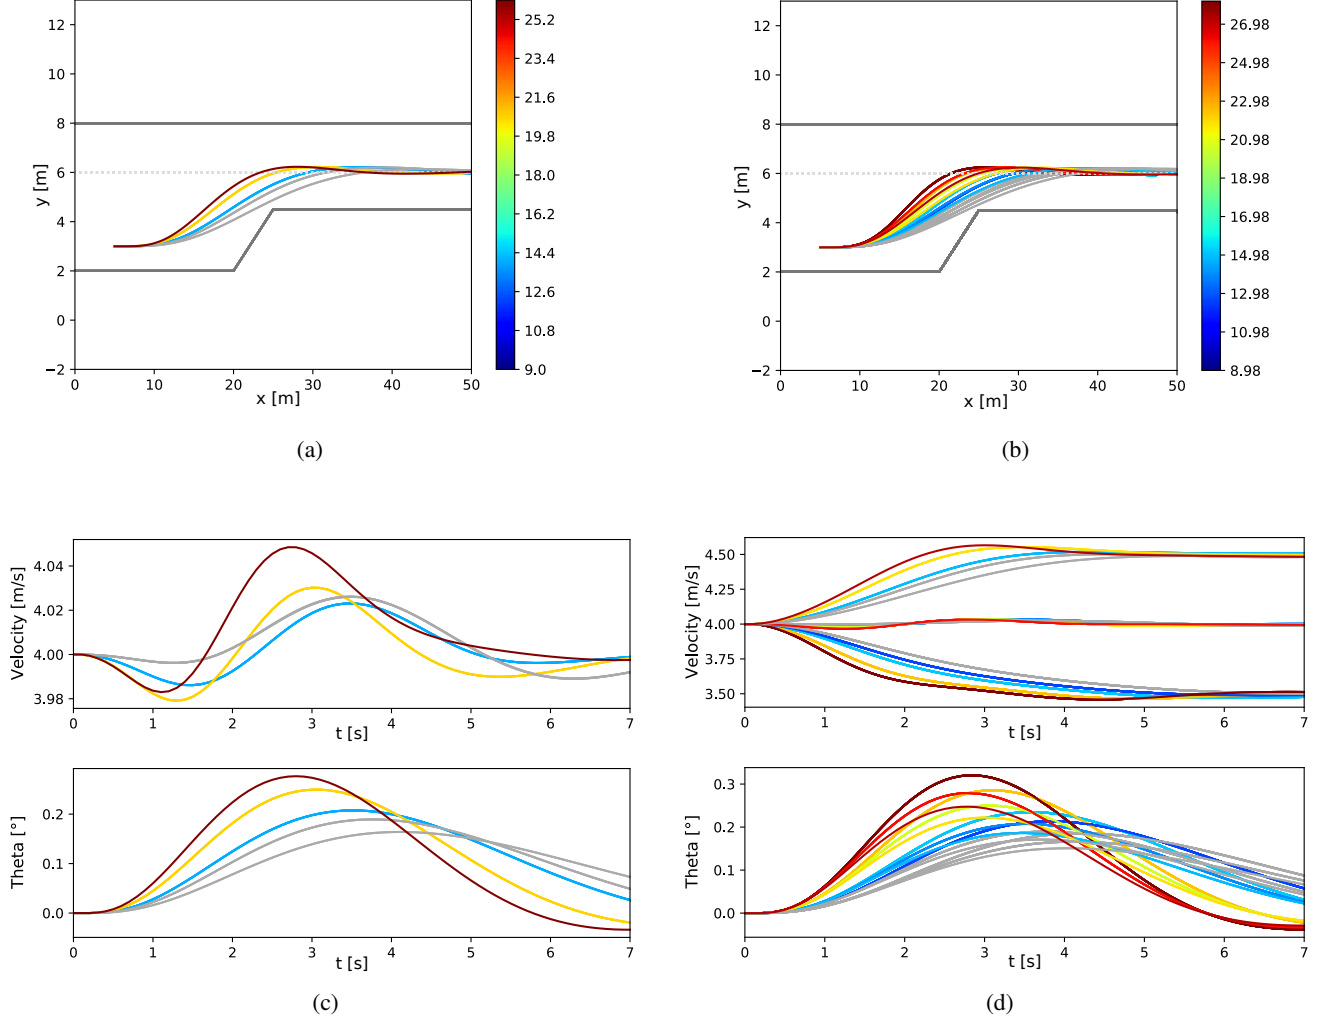 12
10
8
6
4
2
0
−2
y [m]
0 10 20 30 40 50
x [m]
25.2
23.4
21.6
19.8
18.0
16.2
14.4
12.6
10.8
9.0
(a)
12
10
8
6
4
2
0
−2
y [m]
0 10 20 30 40 50
x [m]
26.98
24.98
22.98
20.98
18.98
16.98
14.98
12.98
10.98
8.98
(b)
4.04
4.02
4.00
3.98
Velocity [m/s]
0 1 2 3 4 5 6 7
t [s]
0.2
0.1
0.0
Theta [°]
0 1 2 3 4 5 6 7
t [s]
(c)
4.50
4.25
4.00
3.75
3.50
Velocity [m/s]
0 1 2 3 4 5 6 7
t [s]
0.3
0.2
0.1
0.0
Theta [°]
0 1 2 3 4 5 6 7
t [s]
(d)